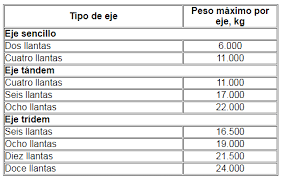 Tipo de eje Peso máximo por
eje, kg
Eje sencillo
Dos llantas 6.000
Cuatro llantas 11.000
Eje tándem
Cuatro llantas 11.000
Seis llantas 17.000
Ocho llantas 22.000
Eje tridem
Seis llantas 16.500
Ocho llantas 19.000
Diez llantas 21.500
Doce llantas 24.000